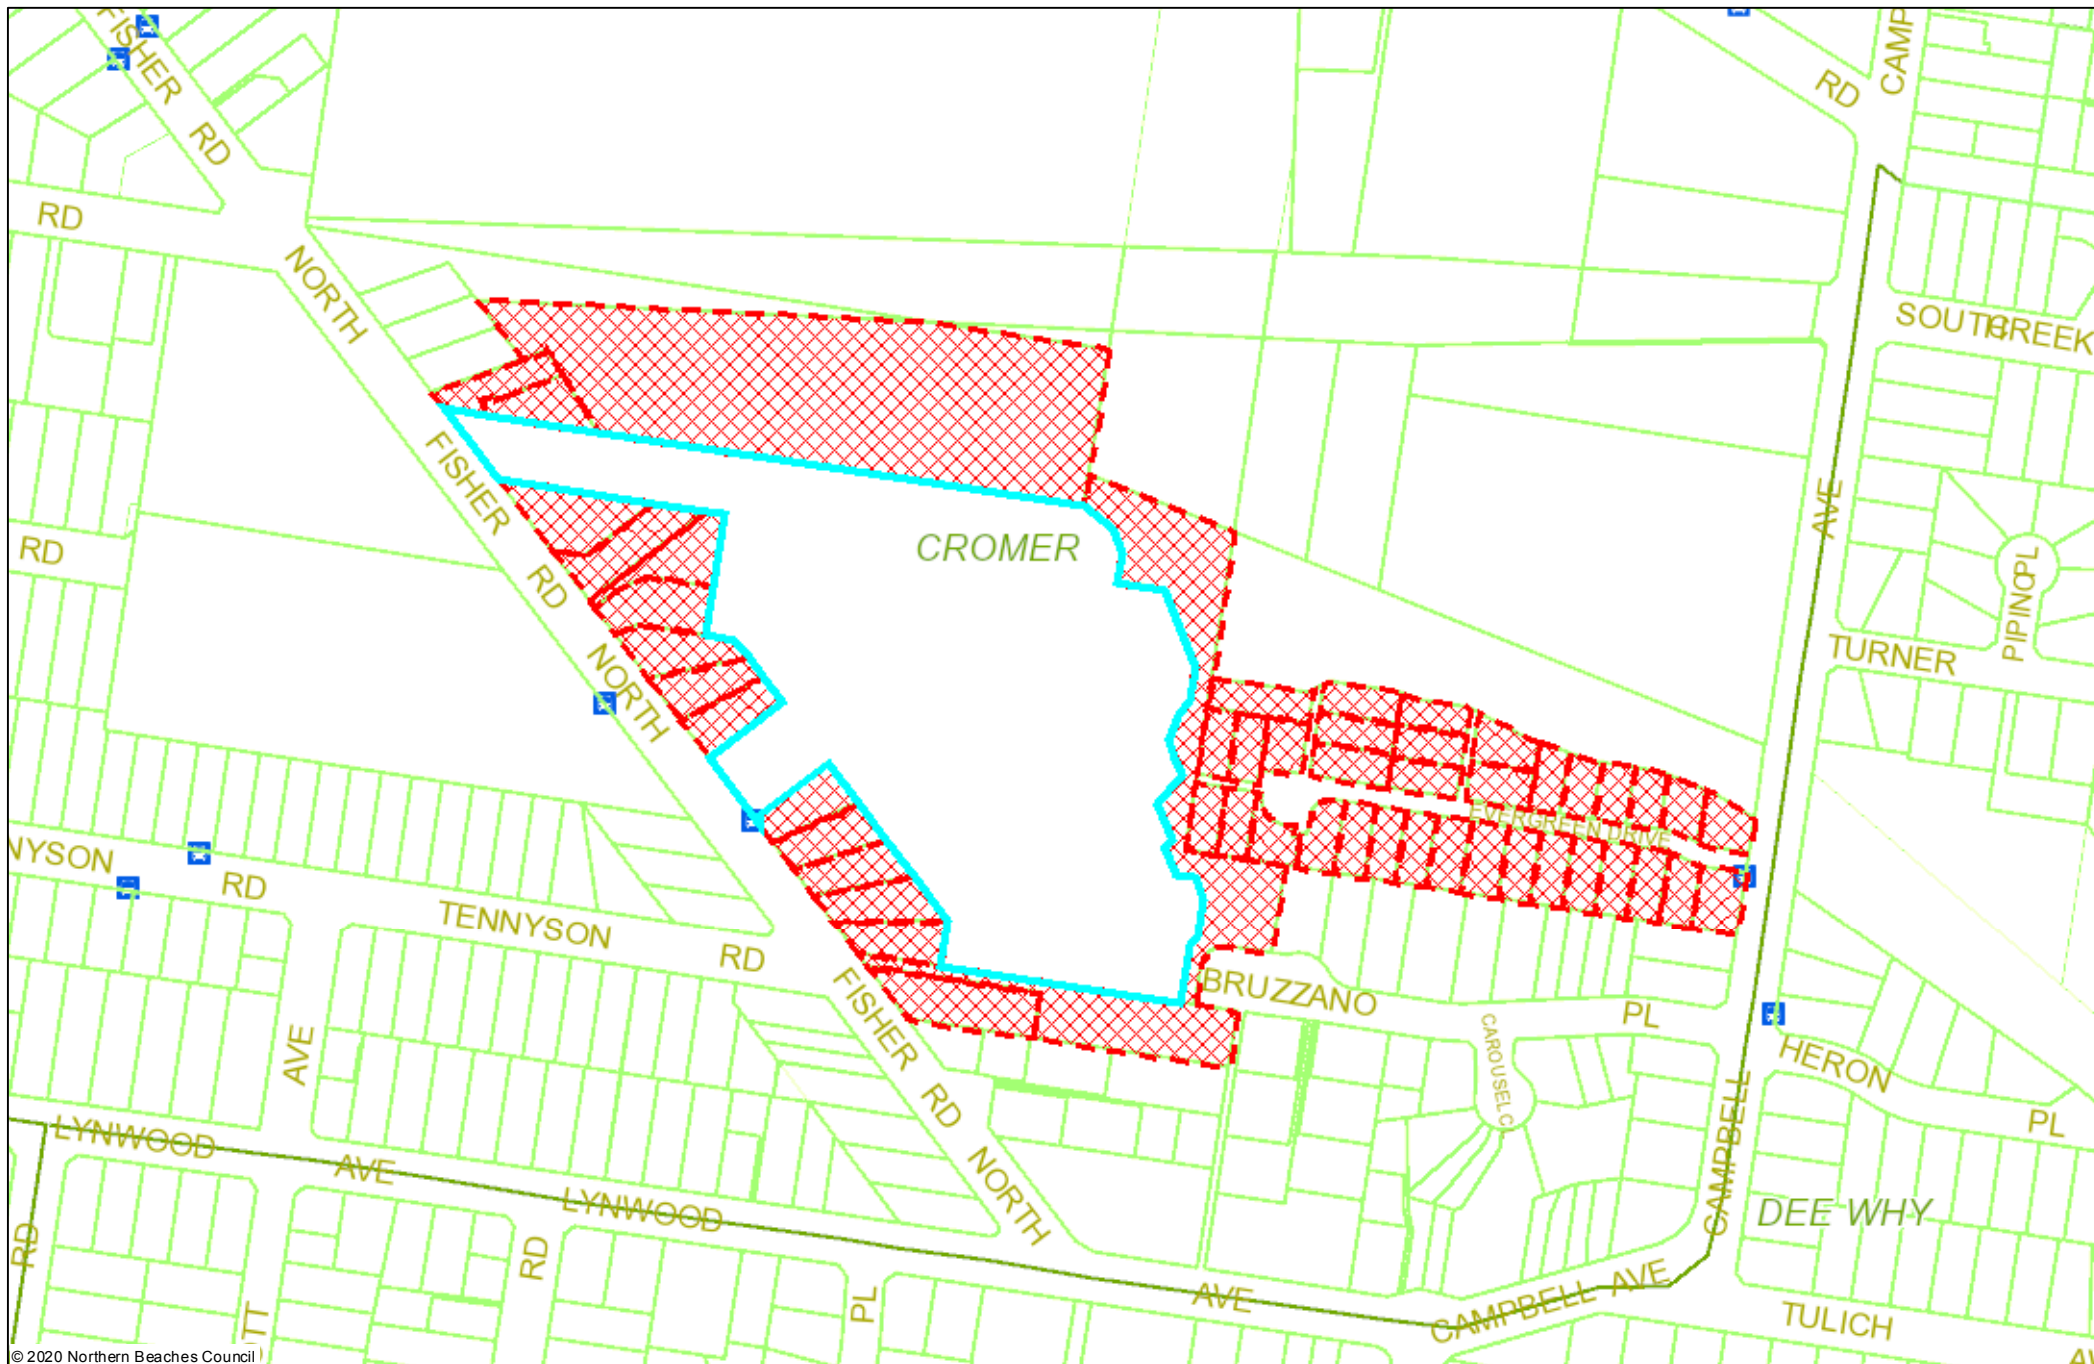 FISHER
RD
CAMP
RD
RD
NORTH
SOUTH CREEK
FISHER
AVE
CROMER
RD
RD
PIPINO PL
TURNER
NORTH
EVERGREEN DRIVE
NYSON
RD
TENNYSON
RD
BRUZZANO
PL
FISHER
CAROUSEL CL
HERON
PL
AVE
RD
LYNWOOD
AVE
LYNWOOD
NORTH
CAMPBELL
DEE WHY
RD
RD
PL
AVE
CAMPBELL AVE
TULICH
© 2020 Northern Beaches Council